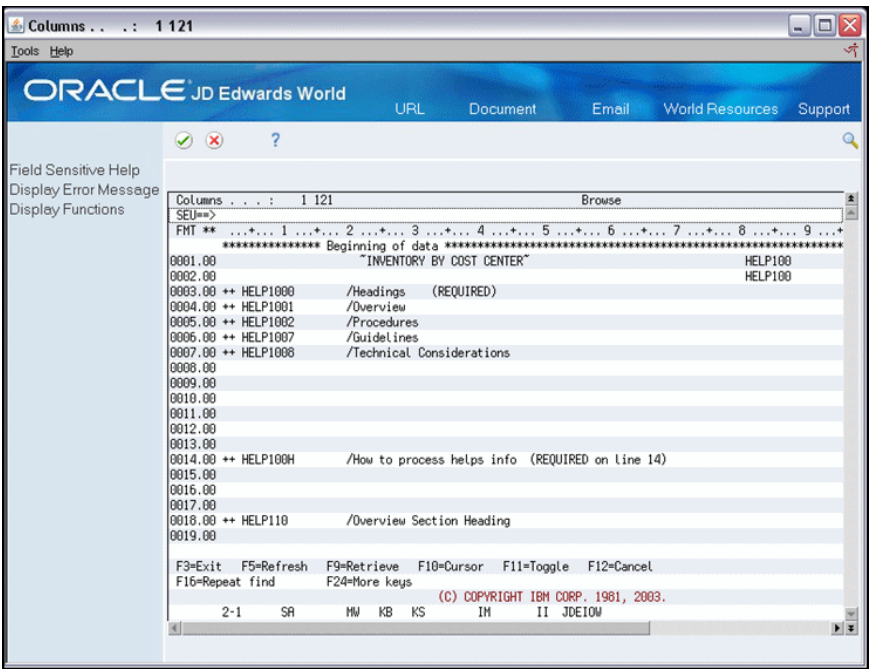 Columns . . . : 1 121
Tools Help
ORACLE JD Edwards World
URL Document Email World Resources Support
?
Field Sensitive Help
Display Error Message
Display Functions
Columns . . . . : 1 121 Browse
SEU==>
FMT ** ...+... 1 ...+... 2 ...+... 3 ...+... 4 ...+... 5 ...+... 6 ...+... 7 ...+... 8 ...+... 9 ...+
*************** Beginning of data ****************************************************
0001.00 ~INVENTORY BY COST CENTER~ HELP100
0002.00 HELP100
0003.00 ++ HELP1000 /Headings (REQUIRED)
0004.00 ++ HELP1001 /Overview
0005.00 ++ HELP1002 /Procedures
0006.00 ++ HELP1007 /Guidelines
0007.00 ++ HELP1008 /Technical Considerations
0008.00
0009.00
0010.00
0011.00
0012.00
0013.00
0014.00 ++ HELP100H /How to process helps info (REQUIRED on line 14)
0015.00
0016.00
0017.00
0018.00 ++ HELP110 /Overview Section Heading
0019.00
F3=Exit F5=Refresh F9=Retrieve F10=Cursor F11=Toggle F12=Cancel
F16=Repeat find F24=More keys
(C) COPYRIGHT IBM CORP. 1981, 2003.
2-1 SA MW KB KS IM II JDEIOW